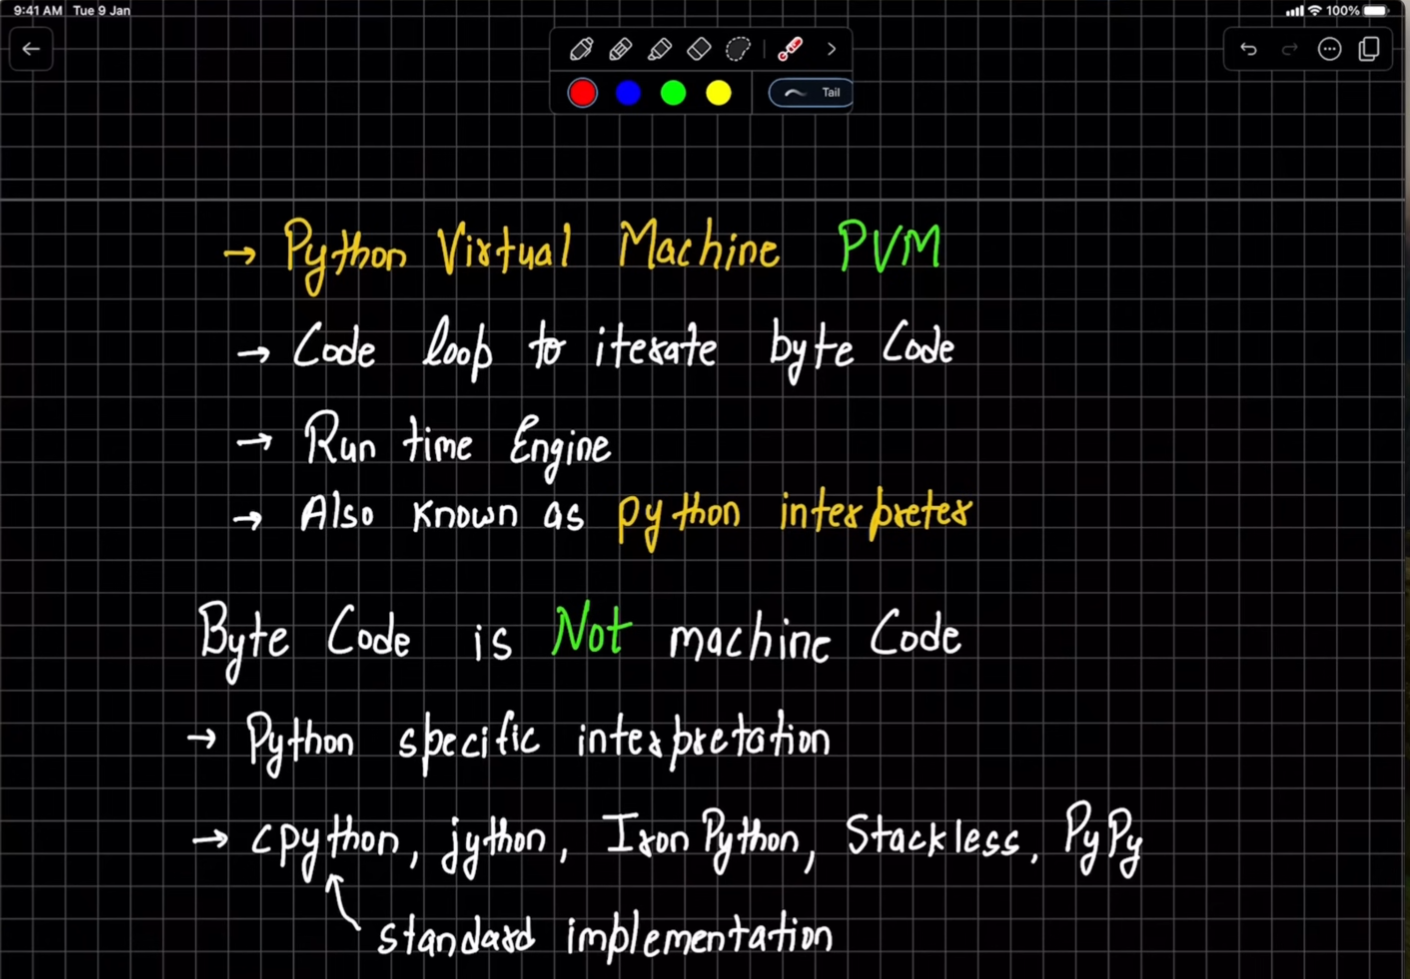 9:41 AM Tue 9 Jan 100%
Tail
→ Python Virtual Machine PVM
→ Code loop to iterate byte Code
→ Run time Engine
→ Also known as python interpreter
Byte Code is Not machine Code
→ Python specific interpretation
→ cpython, jython, Iron Python, Stackless, PyPy
standard implementation